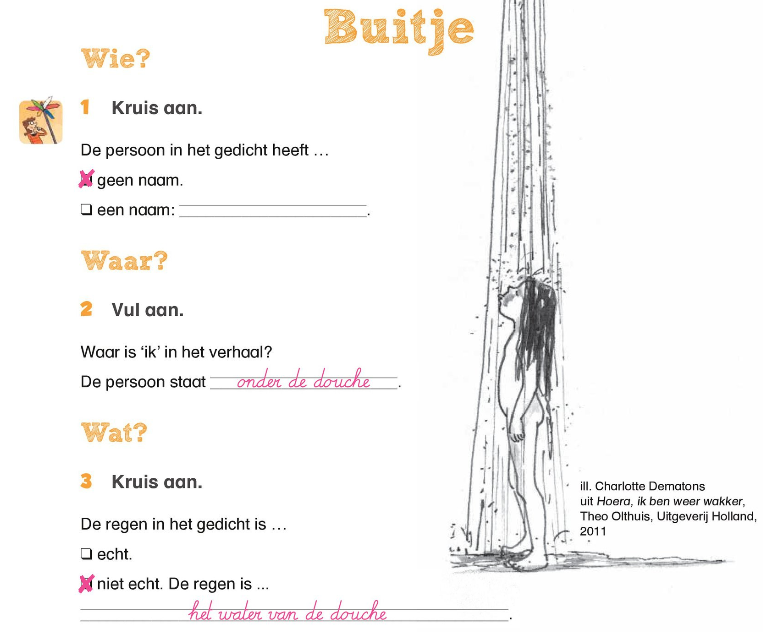 Buitje
Wie?
1 Kruis aan.
De persoon in het gedicht heeft …
geen naam.
❑ een naam: .
Waar?
2 Vul aan.
Waar is ‘ik’ in het verhaal?
De persoon staat onder de douche.
Wat?
3 Kruis aan.
De regen in het gedicht is …
❑ echt.
niet echt. De regen is ...
het water van de douche.
ill. Charlotte Dematons
uit Hoera, ik ben weer wakker,
Theo Olthuis, Uitgeverij Holland,
2011